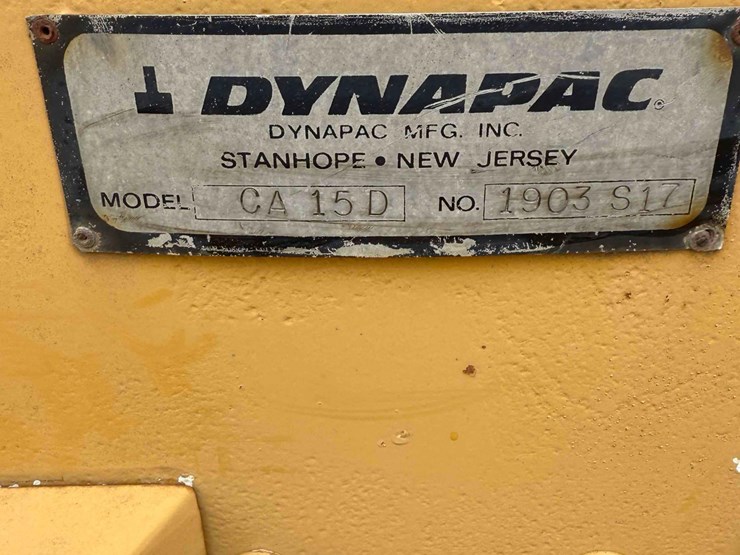 DYNAPAC
DYNAPAC MFG. INC.
STANHOPE • NEW JERSEY
MODEL CA 15 D NO. 1903 S17